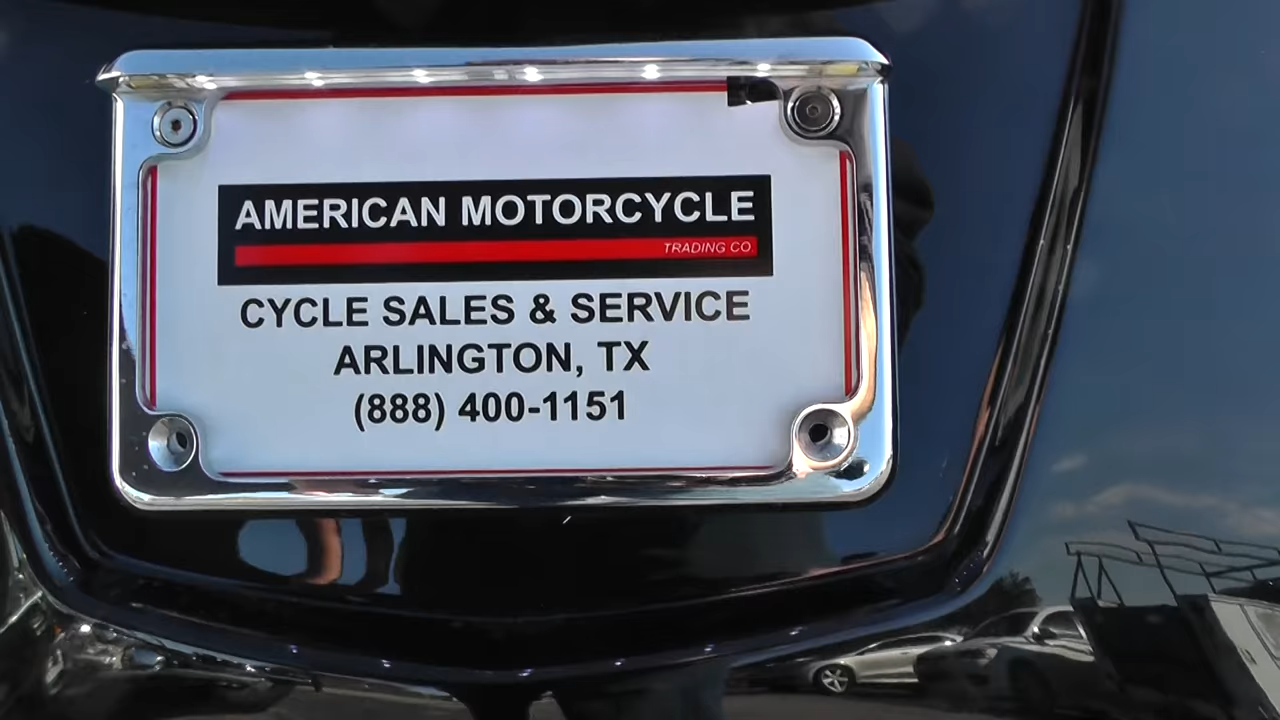 AMERICAN MOTORCYCLE
TRADING CO
CYCLE SALES & SERVICE
ARLINGTON, TX
(888) 400-1151